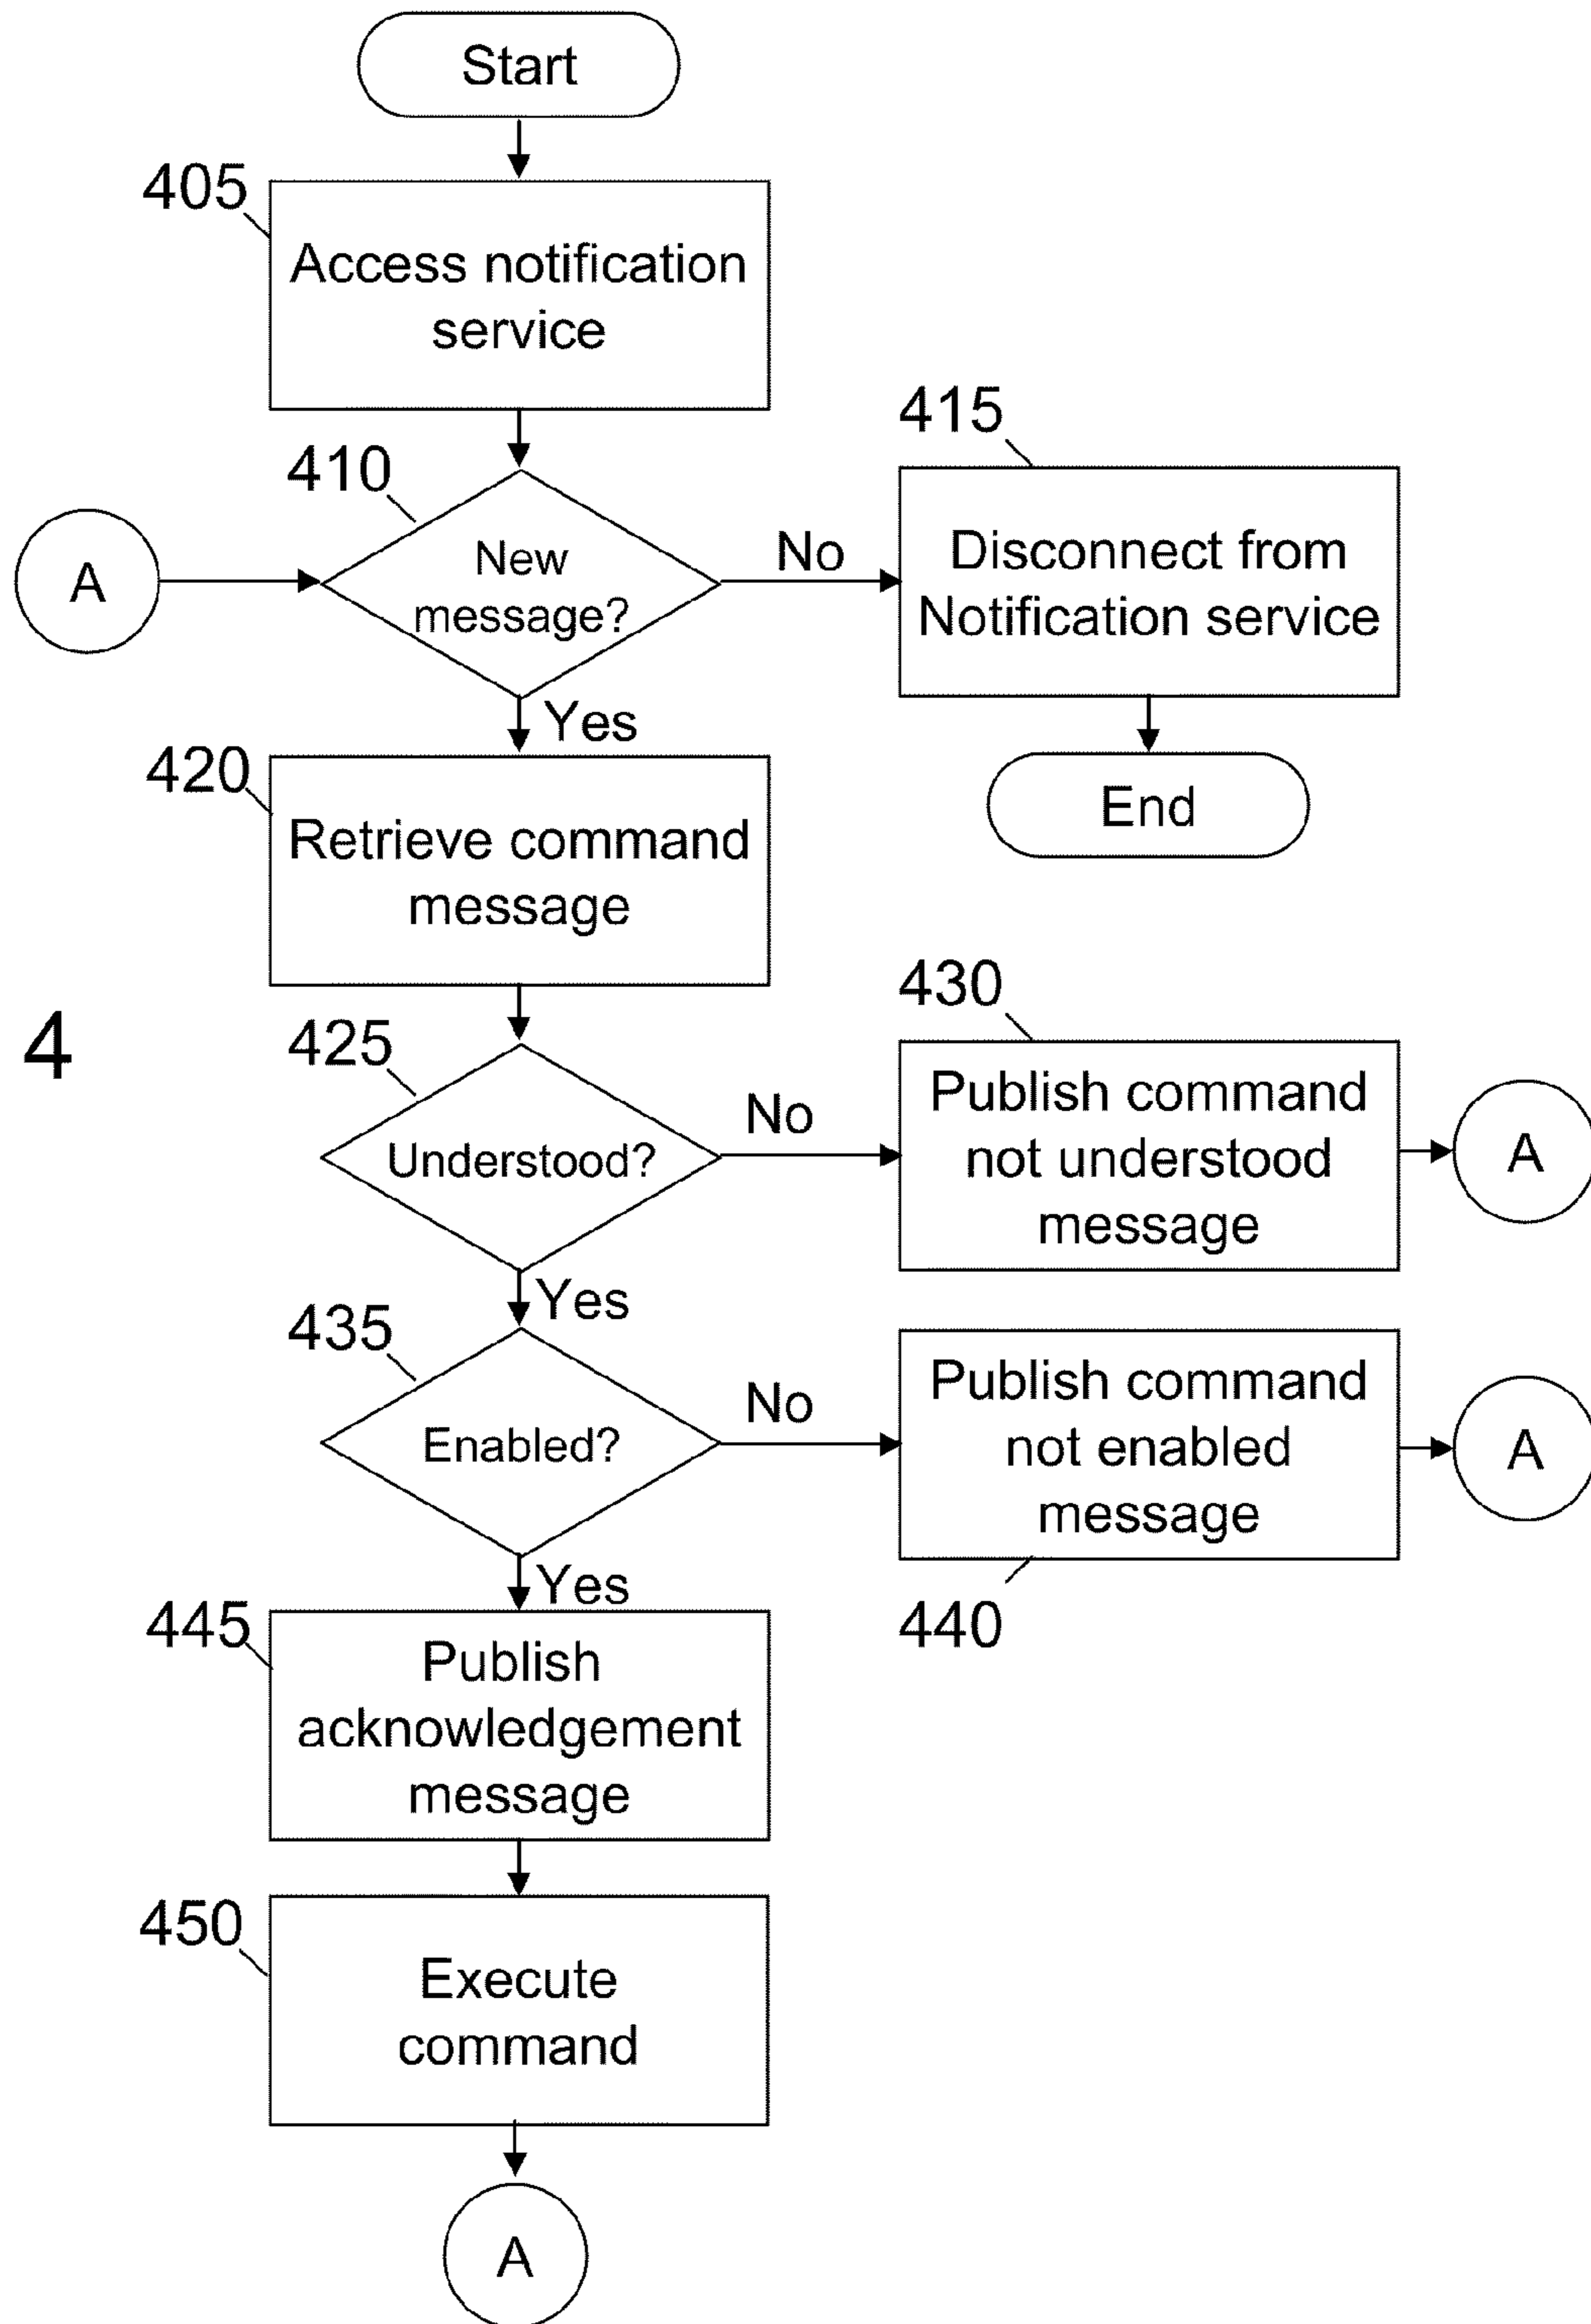 Start
405
Access notification
service
410
415
A
New
message?
No
Disconnect from
Notification service
Yes
End
420
Retrieve command
message
4
425
430
Understood?
No
Publish command
not understood
message
A
Yes
435
Enabled?
No
Publish command
not enabled
message
A
Yes
440
445
Publish
acknowledgement
message
450
Execute
command
A